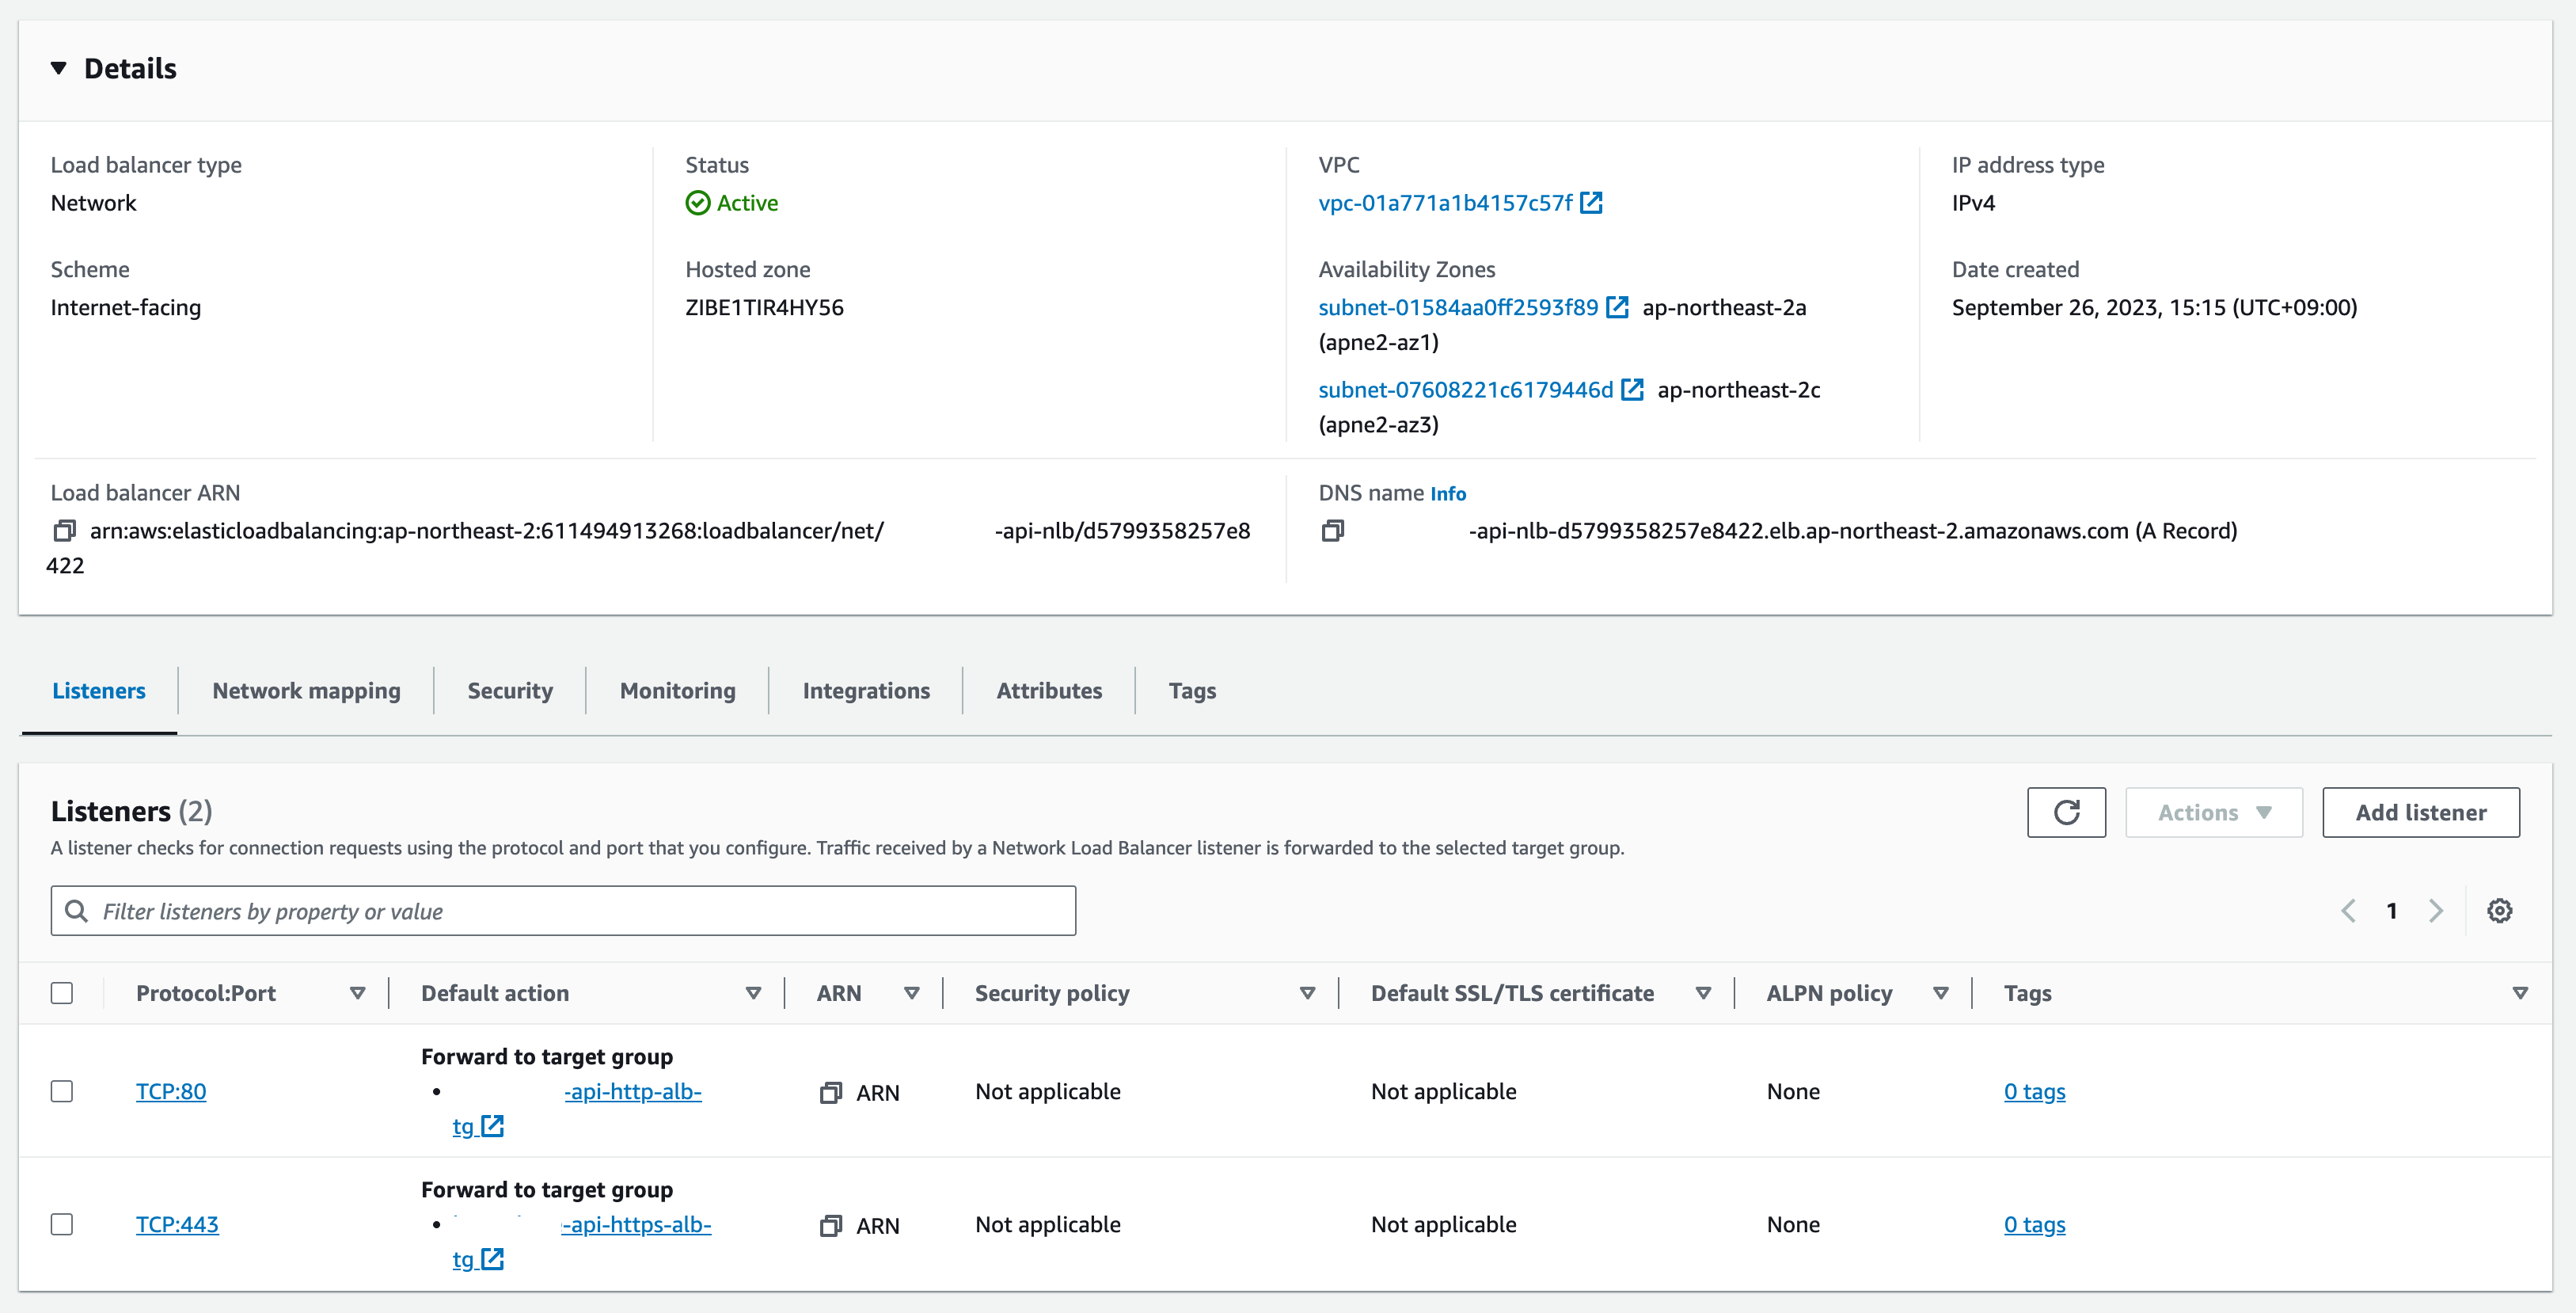 Details
Load balancer type
Network
Status
Active
VPC
vpc-01a771a1b4157c57f
IP address type
IPv4
Scheme
Internet-facing
Hosted zone
ZIBE1TIR4HY56
Availability Zones
subnet-01584aa0ff2593f89 ap-northeast-2a
(apne2-az1)
subnet-07608221c6179446d ap-northeast-2c
(apne2-az3)
Date created
September 26, 2023, 15:15 (UTC+09:00)
Load balancer ARN
arn:aws:elasticloadbalancing:ap-northeast-2:611494913268:loadbalancer/net/ -api-nlb/d5799358257e8
422
DNS name Info
-api-nlb-d5799358257e8422.elb.ap-northeast-2.amazonaws.com (A Record)
Listeners Network mapping Security Monitoring Integrations Attributes Tags
Listeners (2)
Actions Add listener
A listener checks for connection requests using the protocol and port that you configure. Traffic received by a Network Load Balancer listener is forwarded to the selected target group.
Filter listeners by property or value
1
Protocol:Port Default action ARN Security policy Default SSL/TLS certificate ALPN policy Tags
Forward to target group
TCP:80 • -api-http-alb- ARN Not applicable Not applicable None 0 tags
tg
Forward to target group
TCP:443 • -api-https-alb- ARN Not applicable Not applicable None 0 tags
tg